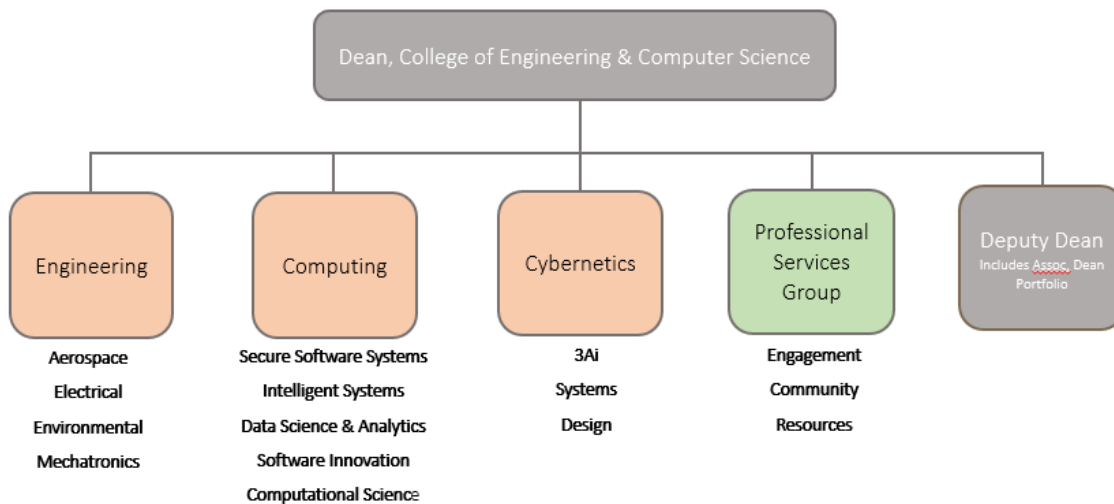 Dean, College of Engineering & Computer Science
Engineering
Computing
Cybernetics
Professional
Services
Group
Deputy Dean
Includes Assoc, Dean
Portfolio
Aerospace
Electrical
Environmental
Mechatronics
Secure Software Systems
Intelligent Systems
Data Science & Analytics
Software Innovation
Computational Science
3Ai
Systems
Design
Engagement
Community
Resources